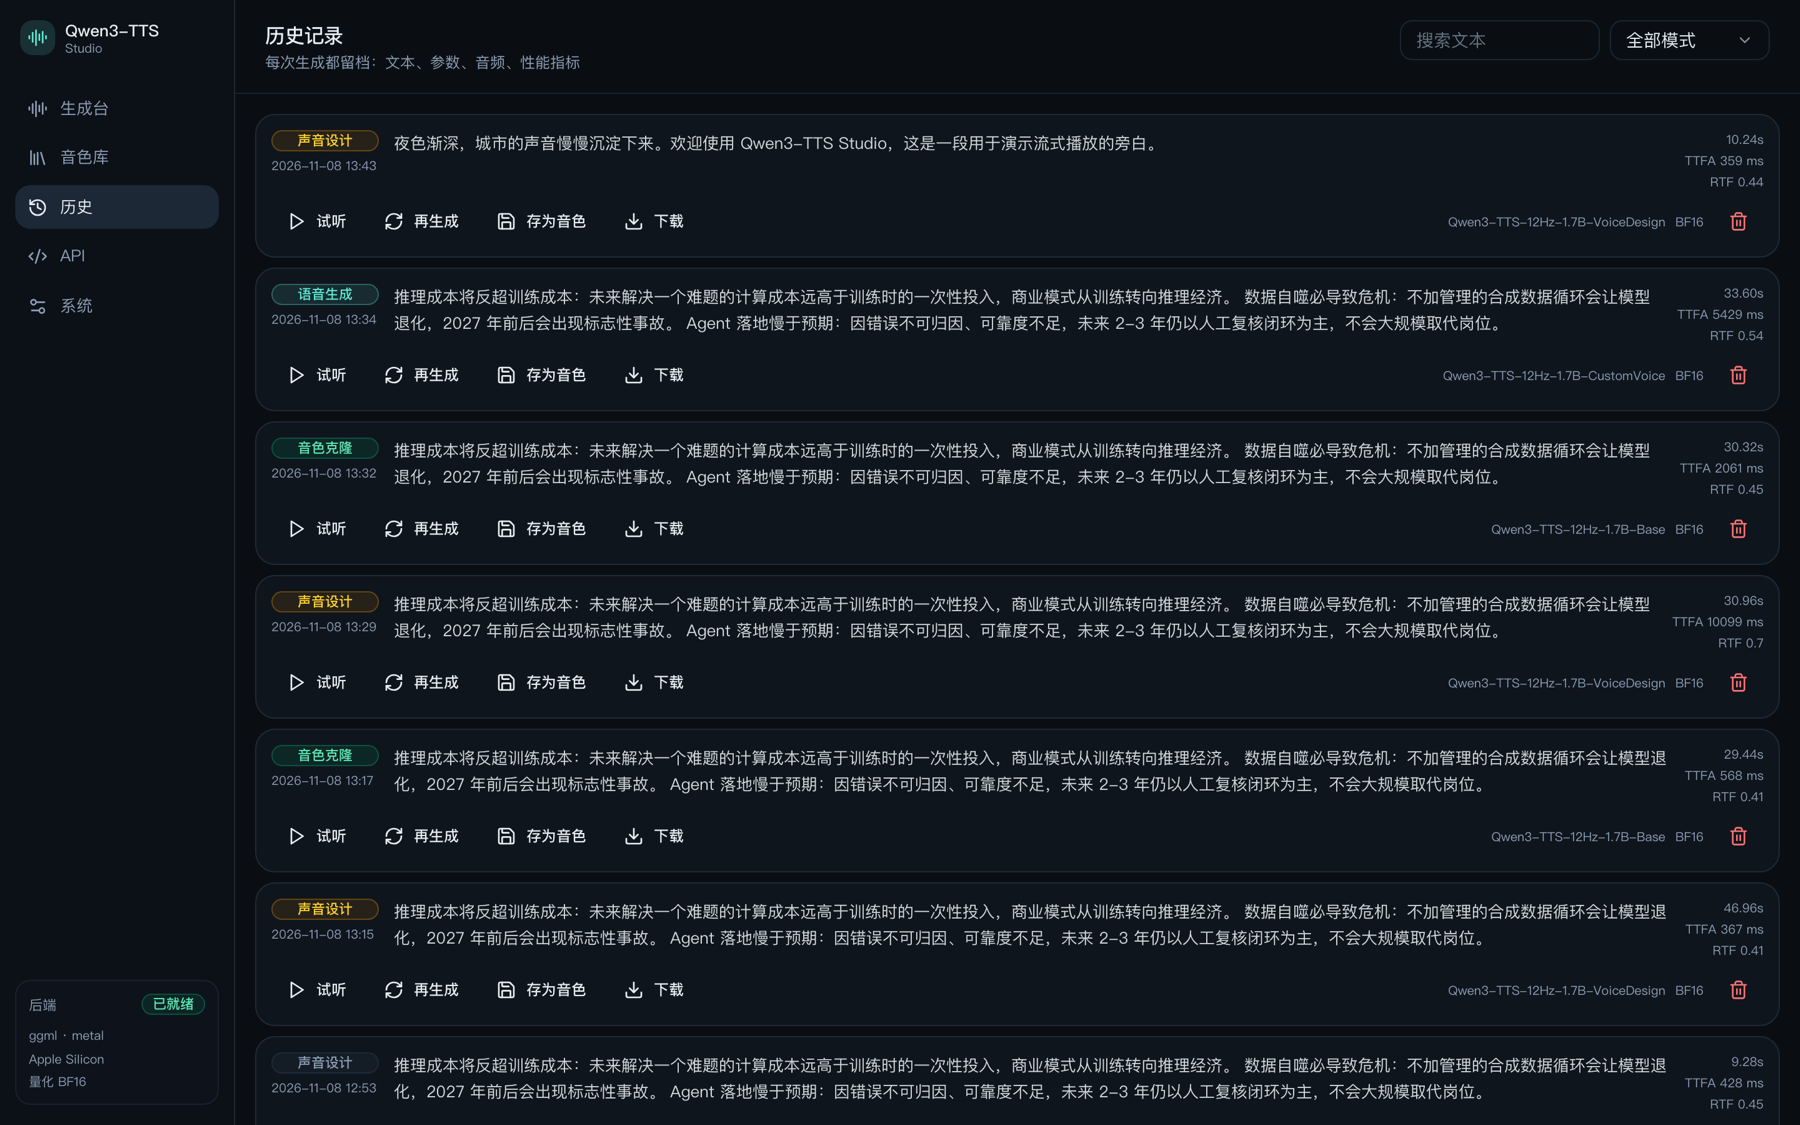 Qwen3-TTS
Studio
生成台
音色库
历史
API
系统
后端
已就绪
ggml · metal
Apple Silicon
量化 BF16
历史记录
每次生成都留档：文本、参数、音频、性能指标
搜索文本
全部模式
声音设计
2026-11-08 13:43
夜色渐深，城市的声音慢慢沉淀下来。欢迎使用 Qwen3-TTS Studio，这是一段用于演示流式播放的旁白。
10.24s
TTFA 359 ms
RTF 0.44
试听 再生成 存为音色 下载
Qwen3-TTS-12Hz-1.7B-VoiceDesign BF16
语音生成
2026-11-08 13:34
推理成本将反超训练成本：未来解决一个难题的计算成本远高于训练时的一次性投入，商业模式从训练转向推理经济。 数据自噬必导致危机：不加管理的合成数据循环会让模型
退化，2027 年前后会出现标志性事故。 Agent 落地慢于预期：因错误不可归因、可靠度不足，未来 2-3 年仍以人工复核闭环为主，不会大规模取代岗位。
33.60s
TTFA 5429 ms
RTF 0.54
试听 再生成 存为音色 下载
Qwen3-TTS-12Hz-1.7B-CustomVoice BF16
音色克隆
2026-11-08 13:32
推理成本将反超训练成本：未来解决一个难题的计算成本远高于训练时的一次性投入，商业模式从训练转向推理经济。 数据自噬必导致危机：不加管理的合成数据循环会让模型
退化，2027 年前后会出现标志性事故。 Agent 落地慢于预期：因错误不可归因、可靠度不足，未来 2-3 年仍以人工复核闭环为主，不会大规模取代岗位。
30.32s
TTFA 2061 ms
RTF 0.45
试听 再生成 存为音色 下载
Qwen3-TTS-12Hz-1.7B-Base BF16
声音设计
2026-11-08 13:29
推理成本将反超训练成本：未来解决一个难题的计算成本远高于训练时的一次性投入，商业模式从训练转向推理经济。 数据自噬必导致危机：不加管理的合成数据循环会让模型
退化，2027 年前后会出现标志性事故。 Agent 落地慢于预期：因错误不可归因、可靠度不足，未来 2-3 年仍以人工复核闭环为主，不会大规模取代岗位。
30.96s
TTFA 10099 ms
RTF 0.7
试听 再生成 存为音色 下载
Qwen3-TTS-12Hz-1.7B-VoiceDesign BF16
音色克隆
2026-11-08 13:17
推理成本将反超训练成本：未来解决一个难题的计算成本远高于训练时的一次性投入，商业模式从训练转向推理经济。 数据自噬必导致危机：不加管理的合成数据循环会让模型退
化，2027 年前后会出现标志性事故。 Agent 落地慢于预期：因错误不可归因、可靠度不足，未来 2-3 年仍以人工复核闭环为主，不会大规模取代岗位。
29.44s
TTFA 568 ms
RTF 0.41
试听 再生成 存为音色 下载
Qwen3-TTS-12Hz-1.7B-Base BF16
声音设计
2026-11-08 13:15
推理成本将反超训练成本：未来解决一个难题的计算成本远高于训练时的一次性投入，商业模式从训练转向推理经济。 数据自噬必导致危机：不加管理的合成数据循环会让模型退
化，2027 年前后会出现标志性事故。 Agent 落地慢于预期：因错误不可归因、可靠度不足，未来 2-3 年仍以人工复核闭环为主，不会大规模取代岗位。
46.96s
TTFA 367 ms
RTF 0.41
试听 再生成 存为音色 下载
Qwen3-TTS-12Hz-1.7B-VoiceDesign BF16
声音设计
2026-11-08 12:53
推理成本将反超训练成本：未来解决一个难题的计算成本远高于训练时的一次性投入，商业模式从训练转向推理经济。 数据自噬必导致危机：不加管理的合成数据循环会让模型退
化，2027 年前后会出现标志性事故。 Agent 落地慢于预期：因错误不可归因、可靠度不足，未来 2-3 年仍以人工复核闭环为主，不会大规模取代岗位。
9.28s
TTFA 428 ms
RTF 0.45